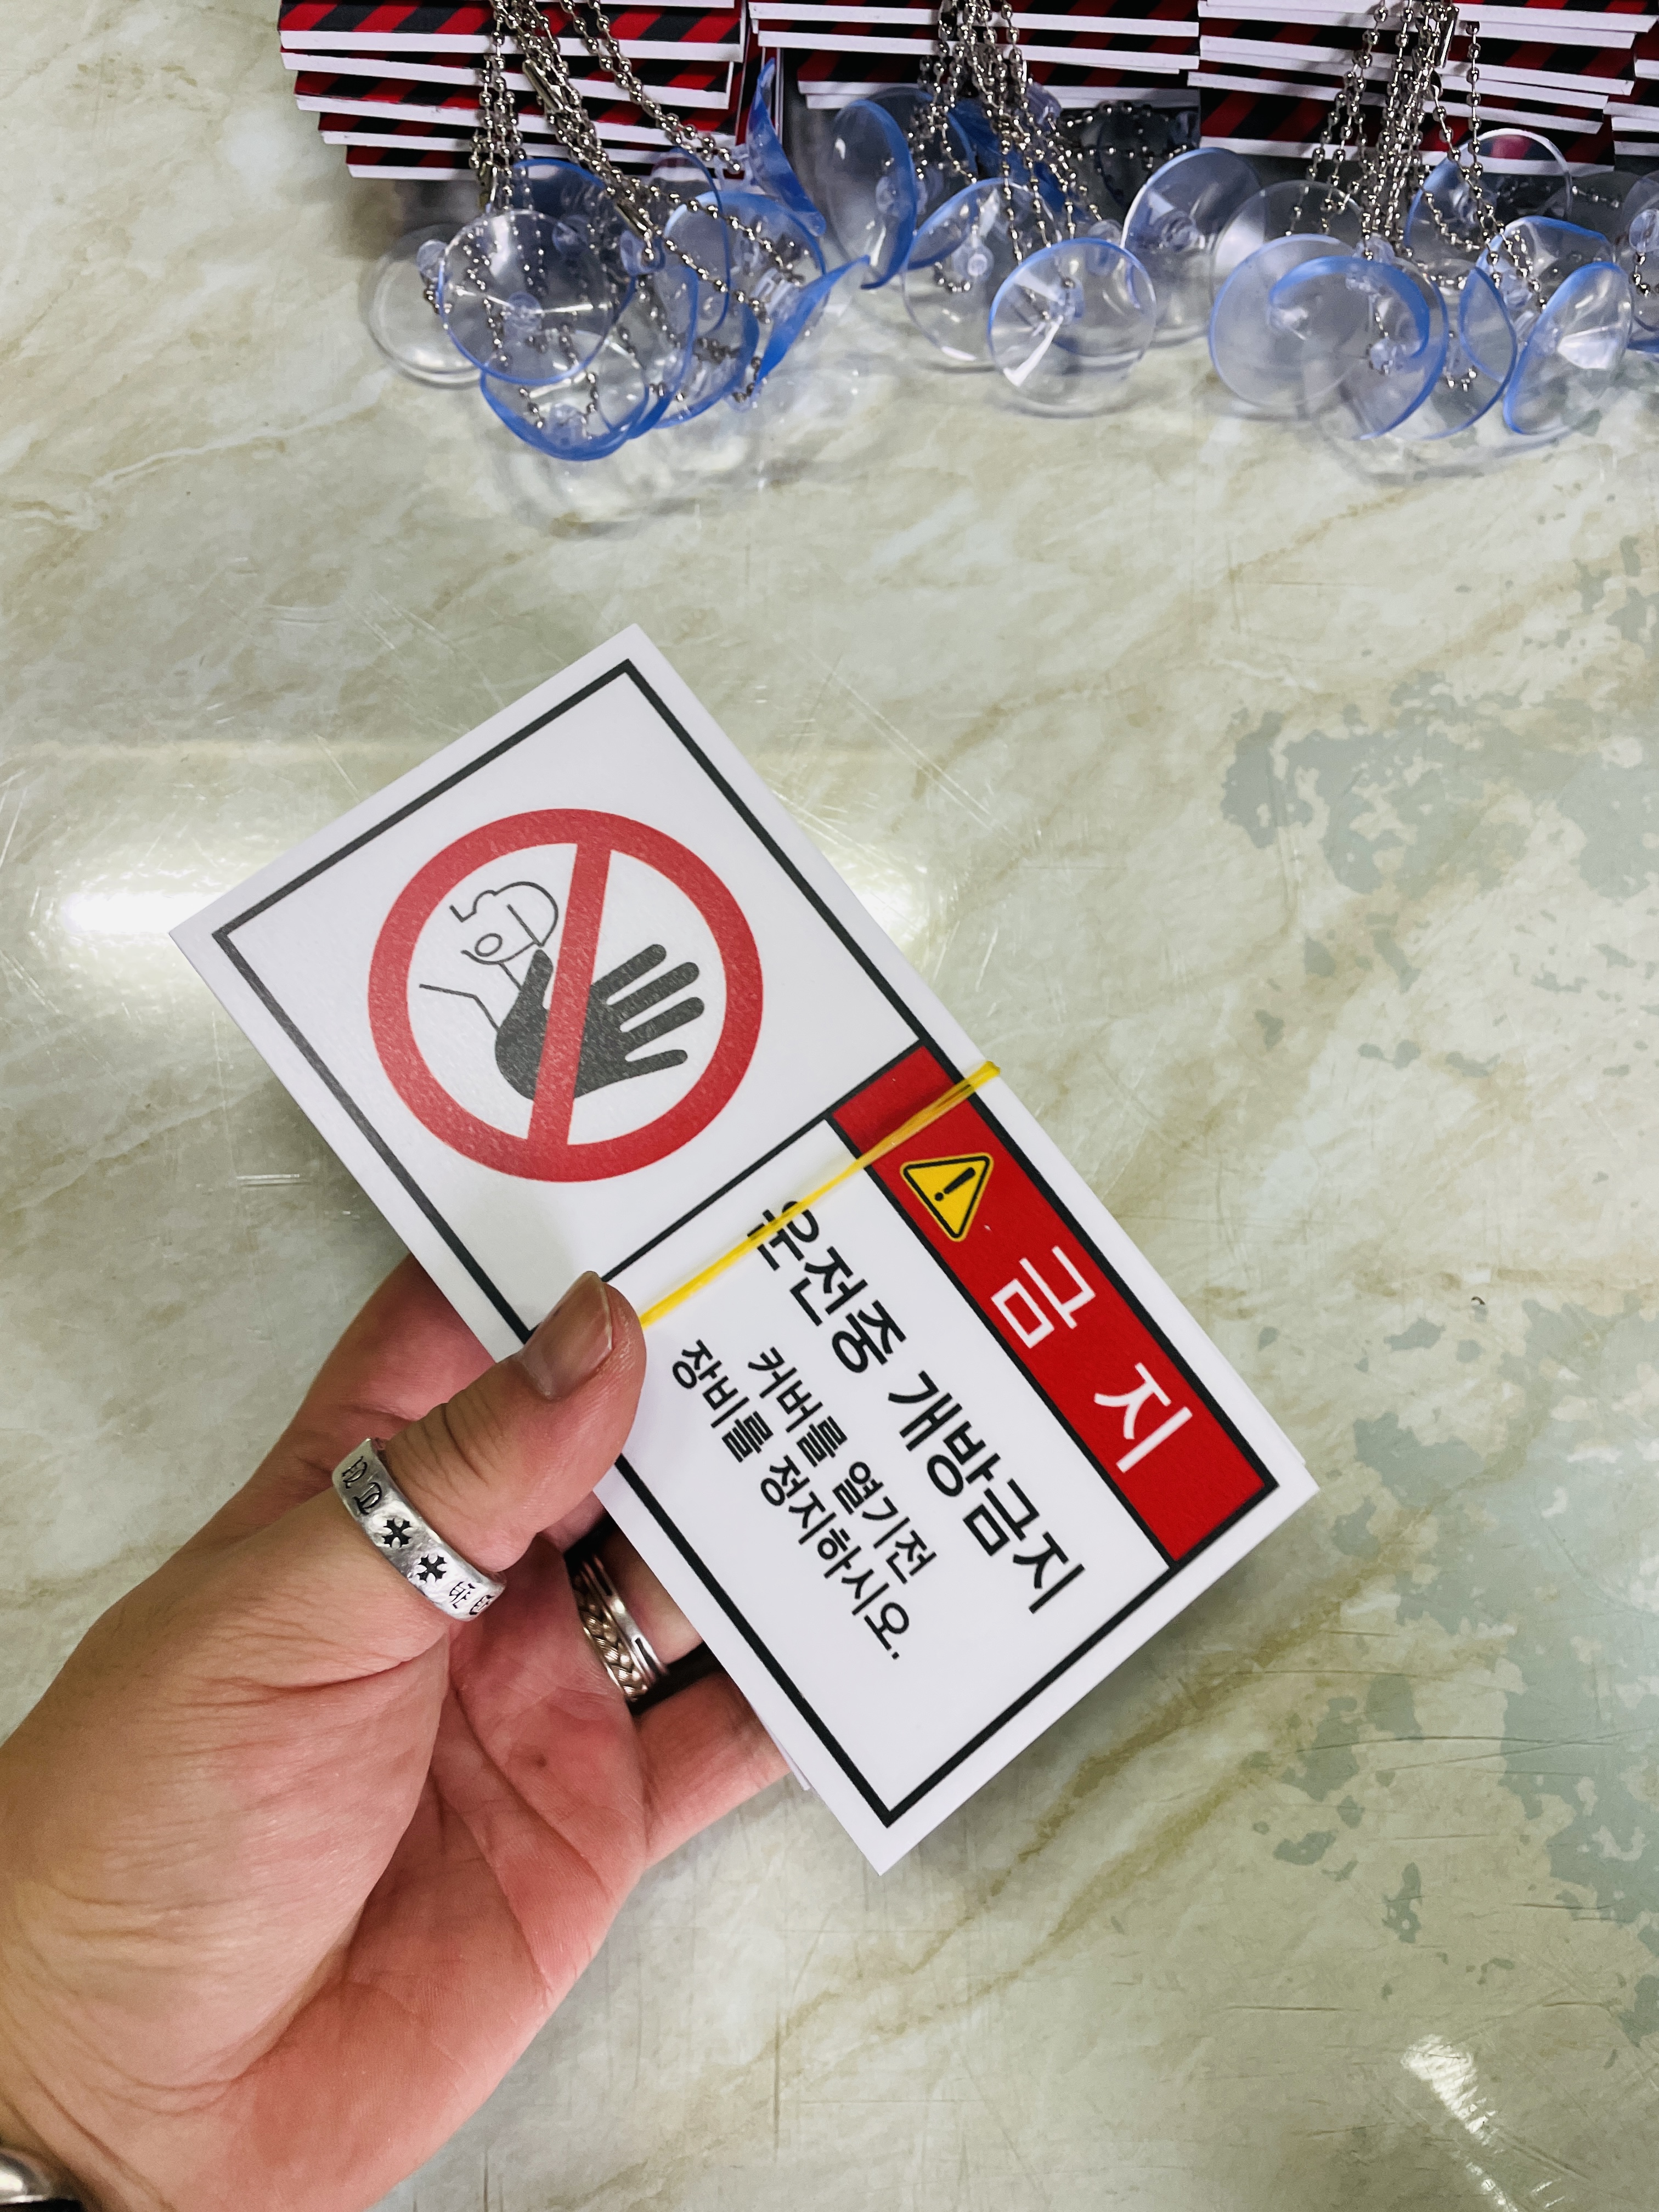 금 지
운전중 개방금지
커버를 열기전
장비를 정지하시오.